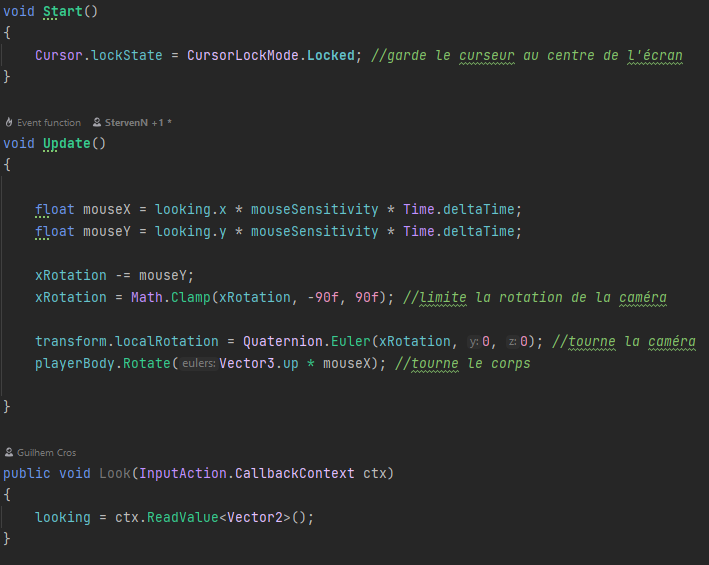 void Start()
{
Cursor.lockState = CursorLockMode.Locked; //garde le curseur au centre de l'écran
}
Event function StervenN +1 *
void Update()
{
float mouseX = looking.x * mouseSensitivity * Time.deltaTime;
float mouseY = looking.y * mouseSensitivity * Time.deltaTime;
xRotation -= mouseY;
xRotation = Math.Clamp(xRotation, -90f, 90f); //limite la rotation de la caméra
transform.localRotation = Quaternion.Euler(xRotation, y: 0, z: 0); //tourne la caméra
playerBody.Rotate( eulers: Vector3.up * mouseX); //tourne le corps
}
Guilhem Cros
public void Look(InputAction.CallbackContext ctx)
{
looking = ctx.ReadValue<Vector2>();
}